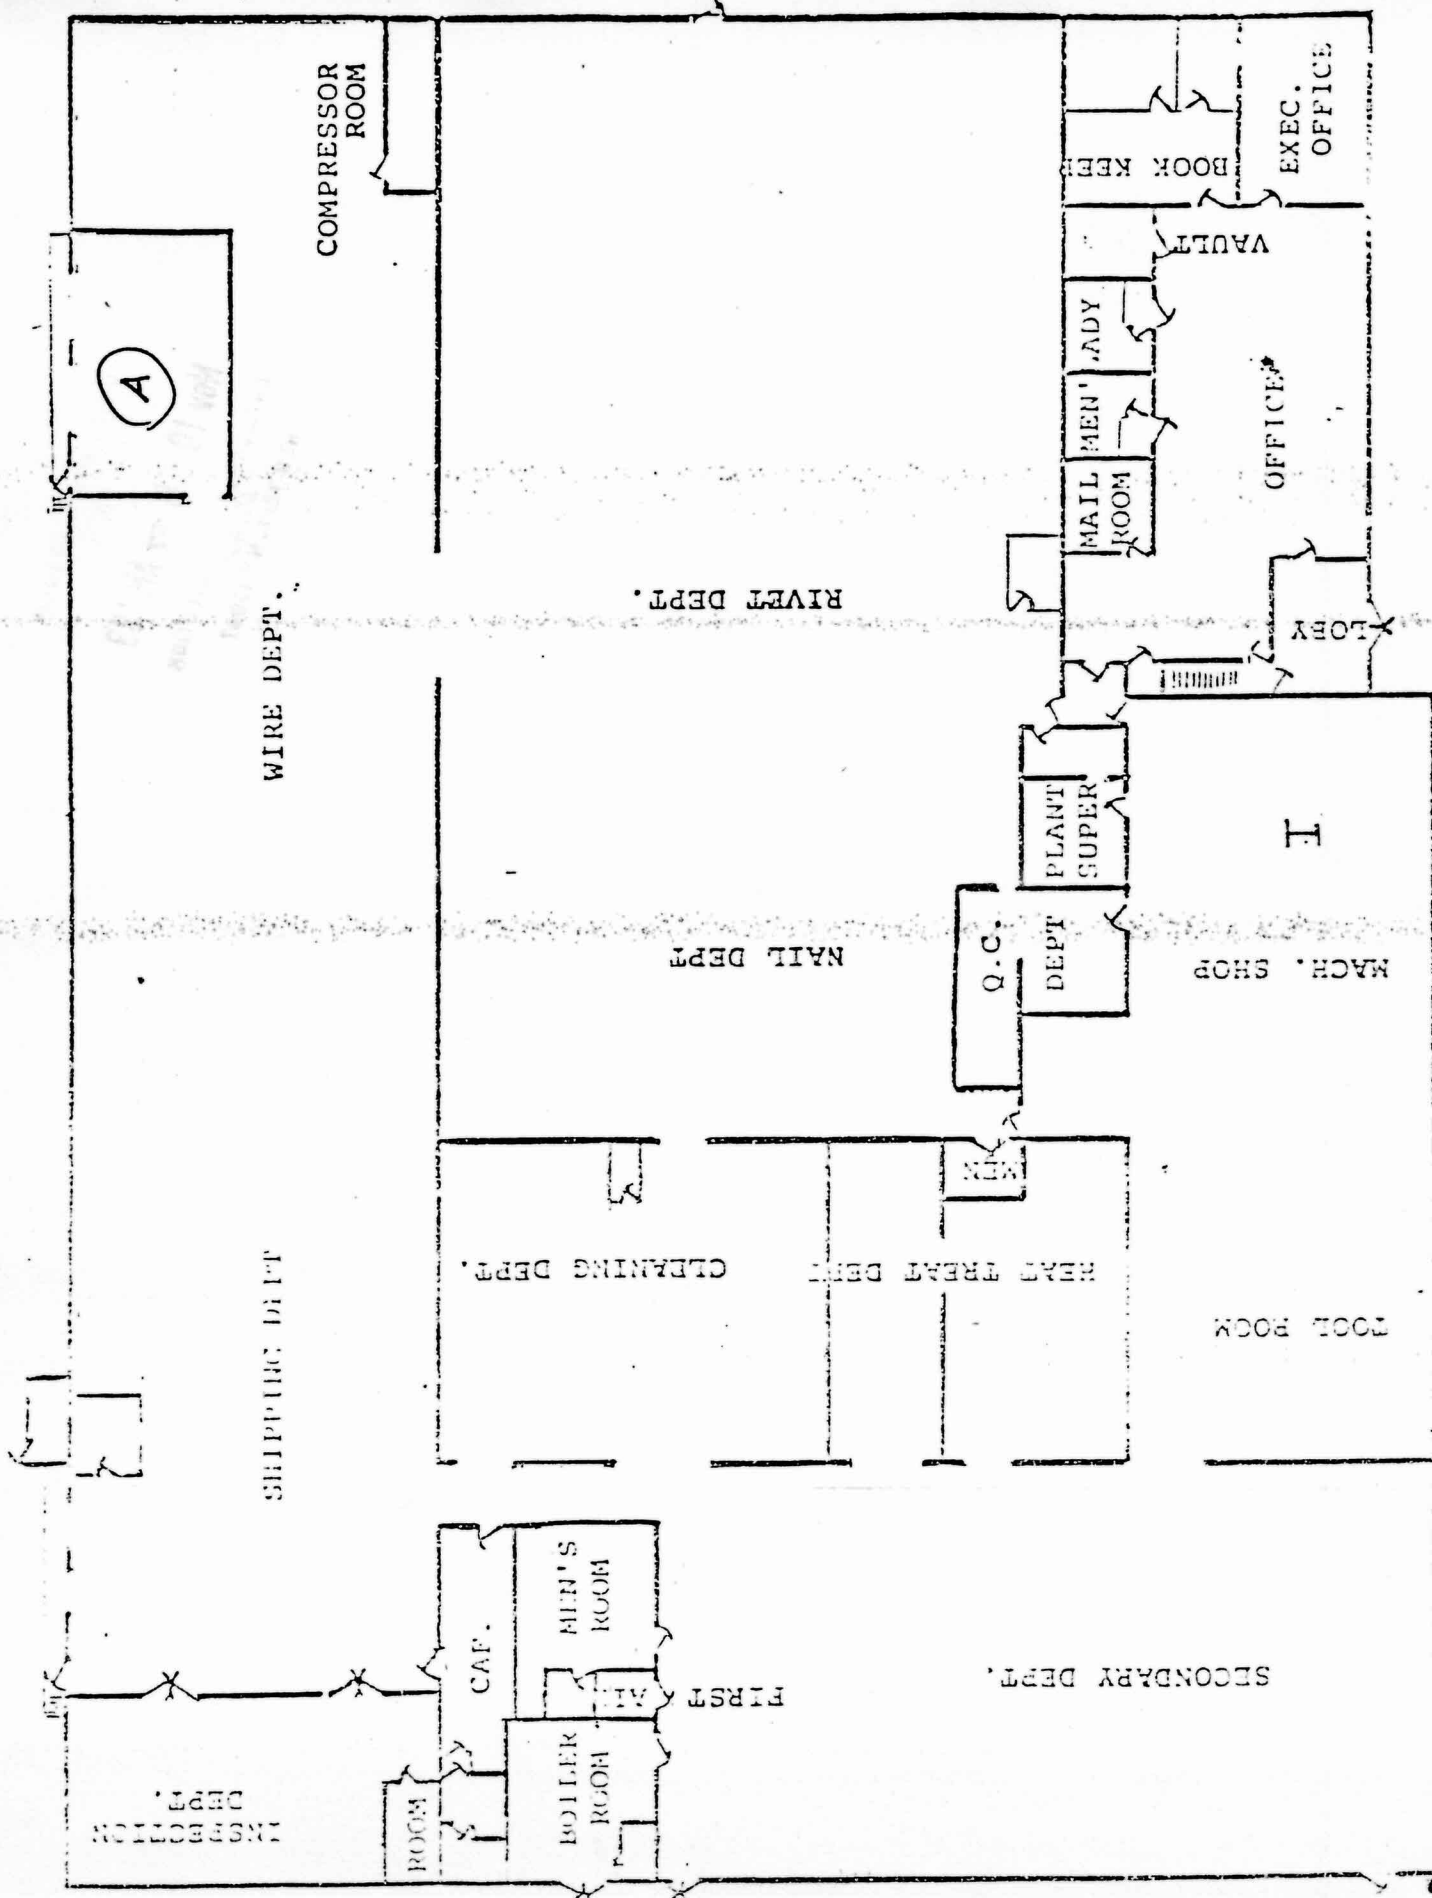 COMPRESSOR
ROOM
EXEC.
OFFICE
BOOK KEEP
VAULT
A
LADY
MEN'
MAIL
ROOM
OFFICE
LOBY
WIRE DEPT.
RIVET DEPT.
PLANT
SUPER
I
Q.C.
DEPT
NAIL DEPT
MACH. SHOP
MEN
CLEANING DEPT.
HEAT TREAT DEPT
TOOL ROOM
SHIPPING DEPT
CAF.
MEN'S
ROOM
FIRST AI
SECONDARY DEPT.
BOILER
ROOM
ROOM
INSPECTION
DEPT.